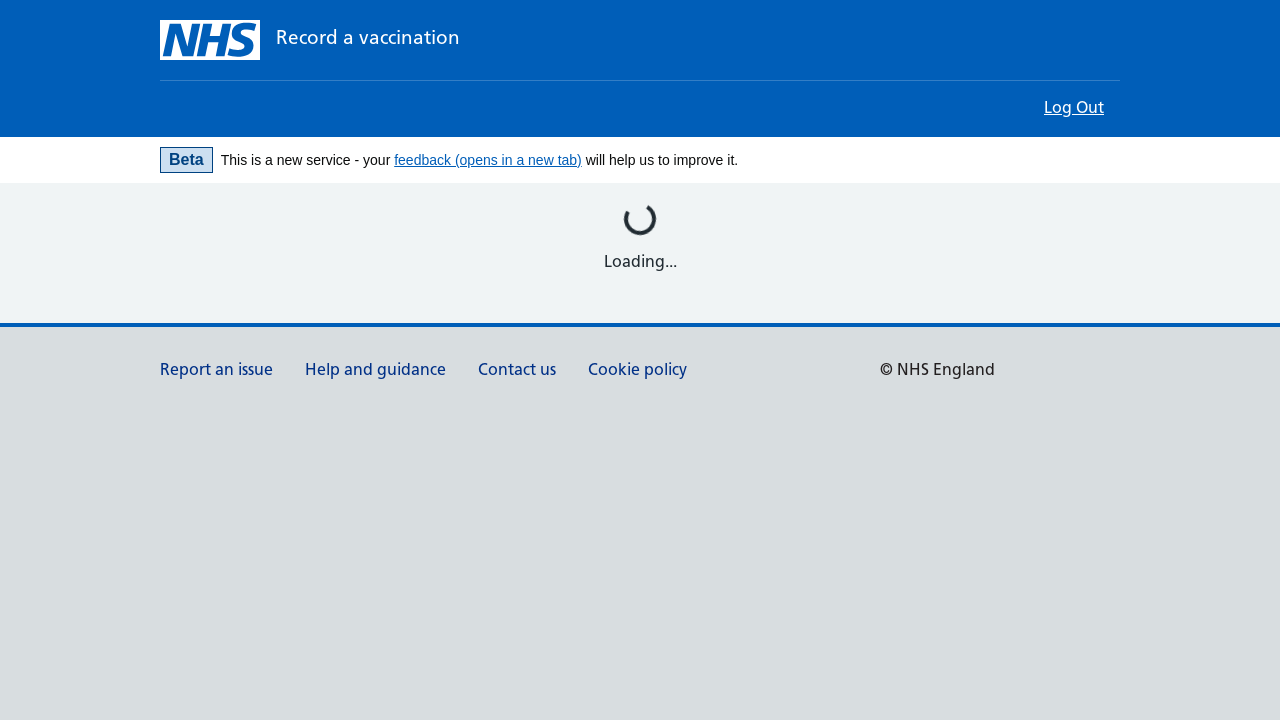 NHS
Record a vaccination
Log Out
Beta
This is a new service - your feedback (opens in a new tab) will help us to improve it.
Loading...
Report an issue
Help and guidance
Contact us
Cookie policy
© NHS England